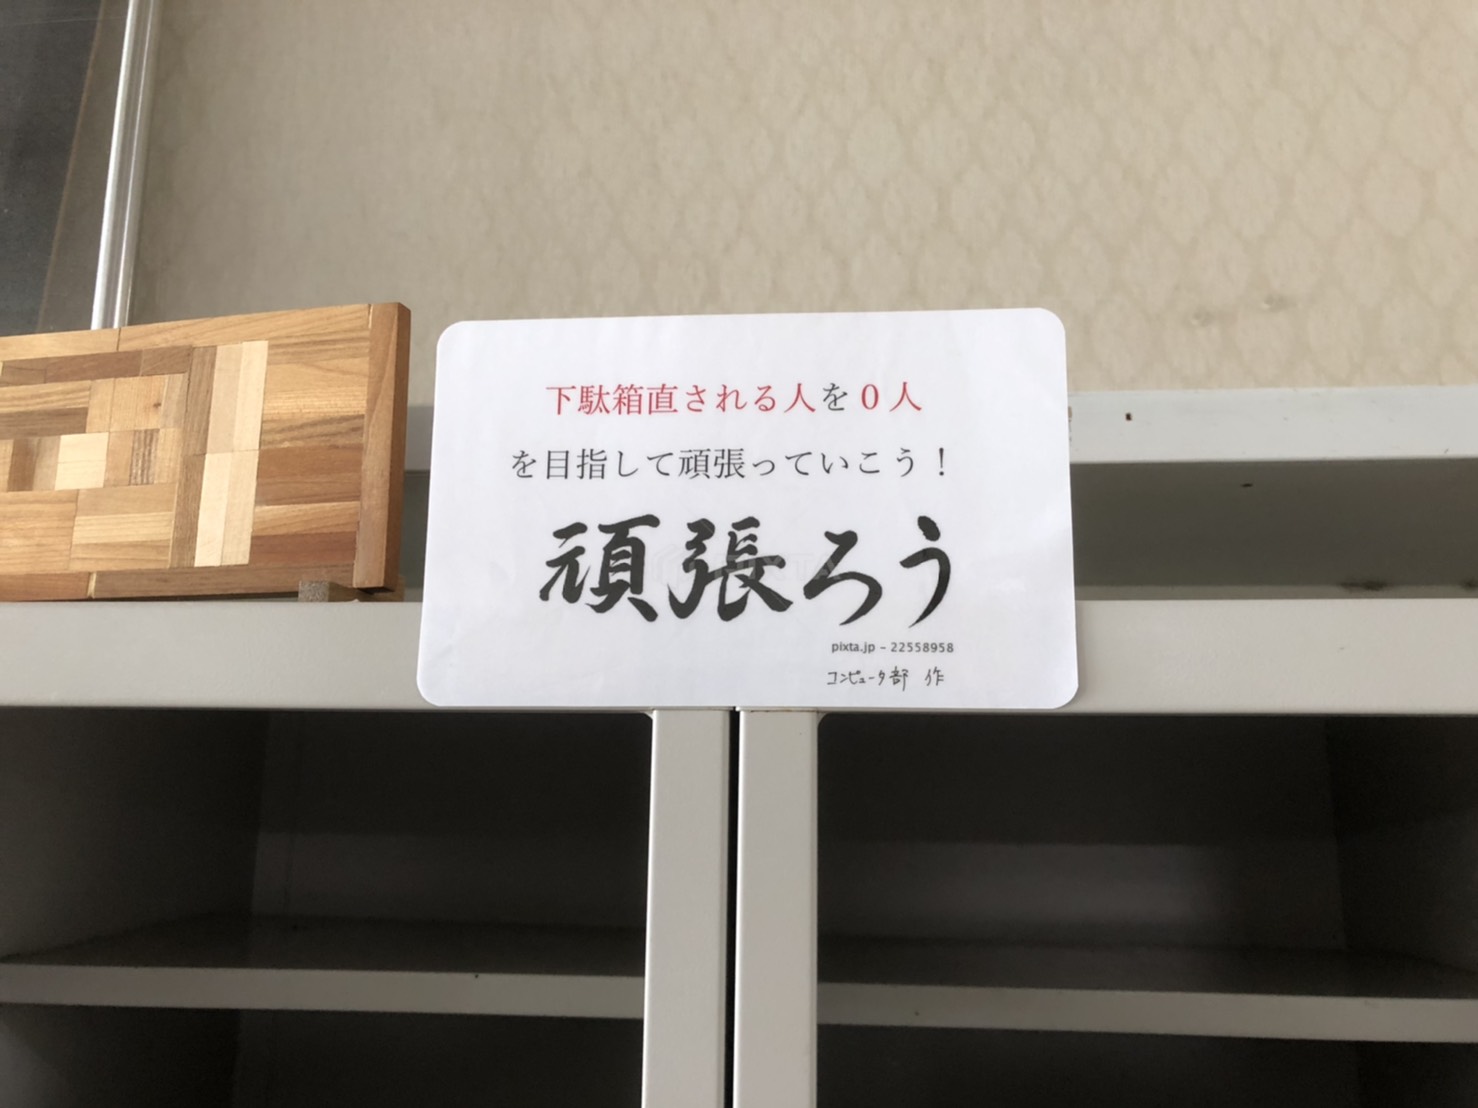 下駄箱直される人を０人
を目指して頑張っていこう！
頑張ろう
pixta.jp - 22558958
コンピュータ部 作